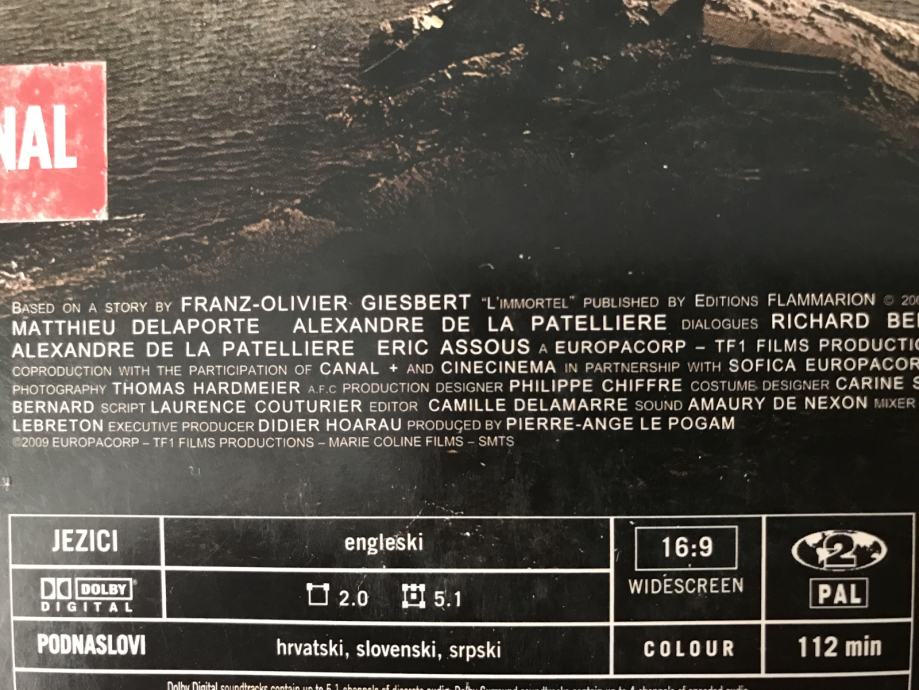 NAL
BASED ON A STORY BY FRANZ-OLIVIER GIESBERT "L'IMMORTEL" PUBLISHED BY EDITIONS FLAMMARION ©
MATTHIEU DELAPORTE ALEXANDRE DE LA PATELLIERE DIALOGUES RICHARD
ALEXANDRE DE LA PATELLIERE ERIC ASSOUS A EUROPACORP – TF1 FILMS PRODUCTIO
COPRODUCTION WITH THE PARTICIPATION OF CANAL + AND CINECINEMA IN PARTNERSHIP WITH SOFICA EUROPACOR
PHOTOGRAPHY THOMAS HARDMEIER A.F.C PRODUCTION DESIGNER PHILIPPE CHIFFRE COSTUME DESIGNER CARINE S
BERNARD SCRIPT LAURENCE COUTURIER EDITOR CAMILLE DELAMARRE SOUND AMAURY DE NEXON MIXER
LEBRETON EXECUTIVE PRODUCER DIDIER HOARAU PRODUCED BY PIERRE-ANGE LE POGAM
©2009 EUROPACORP – TF1 FILMS PRODUCTIONS – MARIE COLINE FILMS – SMTS
JEZICI engleski 16:9 2
WIDESCREEN
DOLBY DIGITAL 2.0 5.1 PAL
PODNASLOVI hrvatski, slovenski, srpski COLOUR 112 min